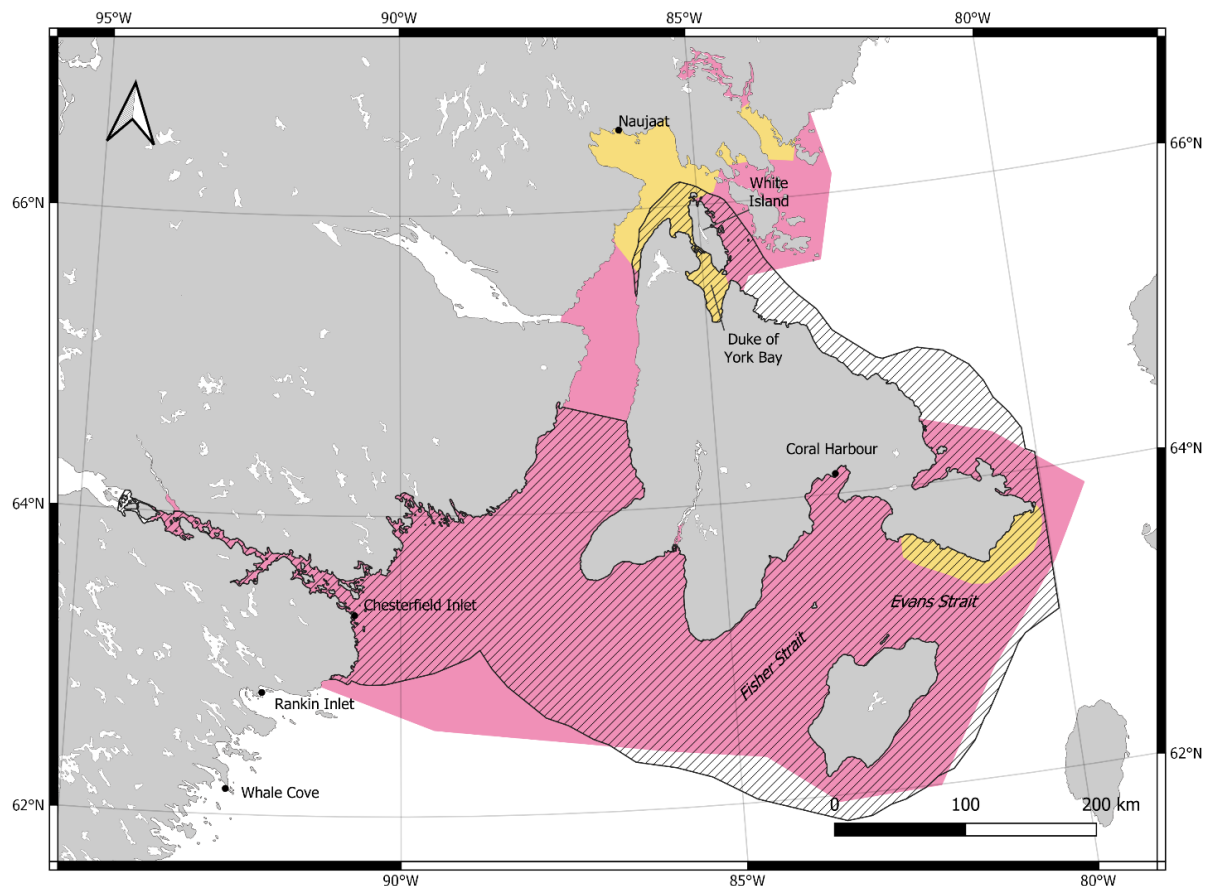 95°W
90°W
85°W
80°W
Naujaat
66°N
White
Island
66°N
Duke of
York Bay
Coral Harbour
64°N
64°N
Evans Strait
Chesterfield Inlet
Fisher Strait
Rankin Inlet
62°N
Whale Cove
62°N
0
100
200 km
90°W
85°W
80°W